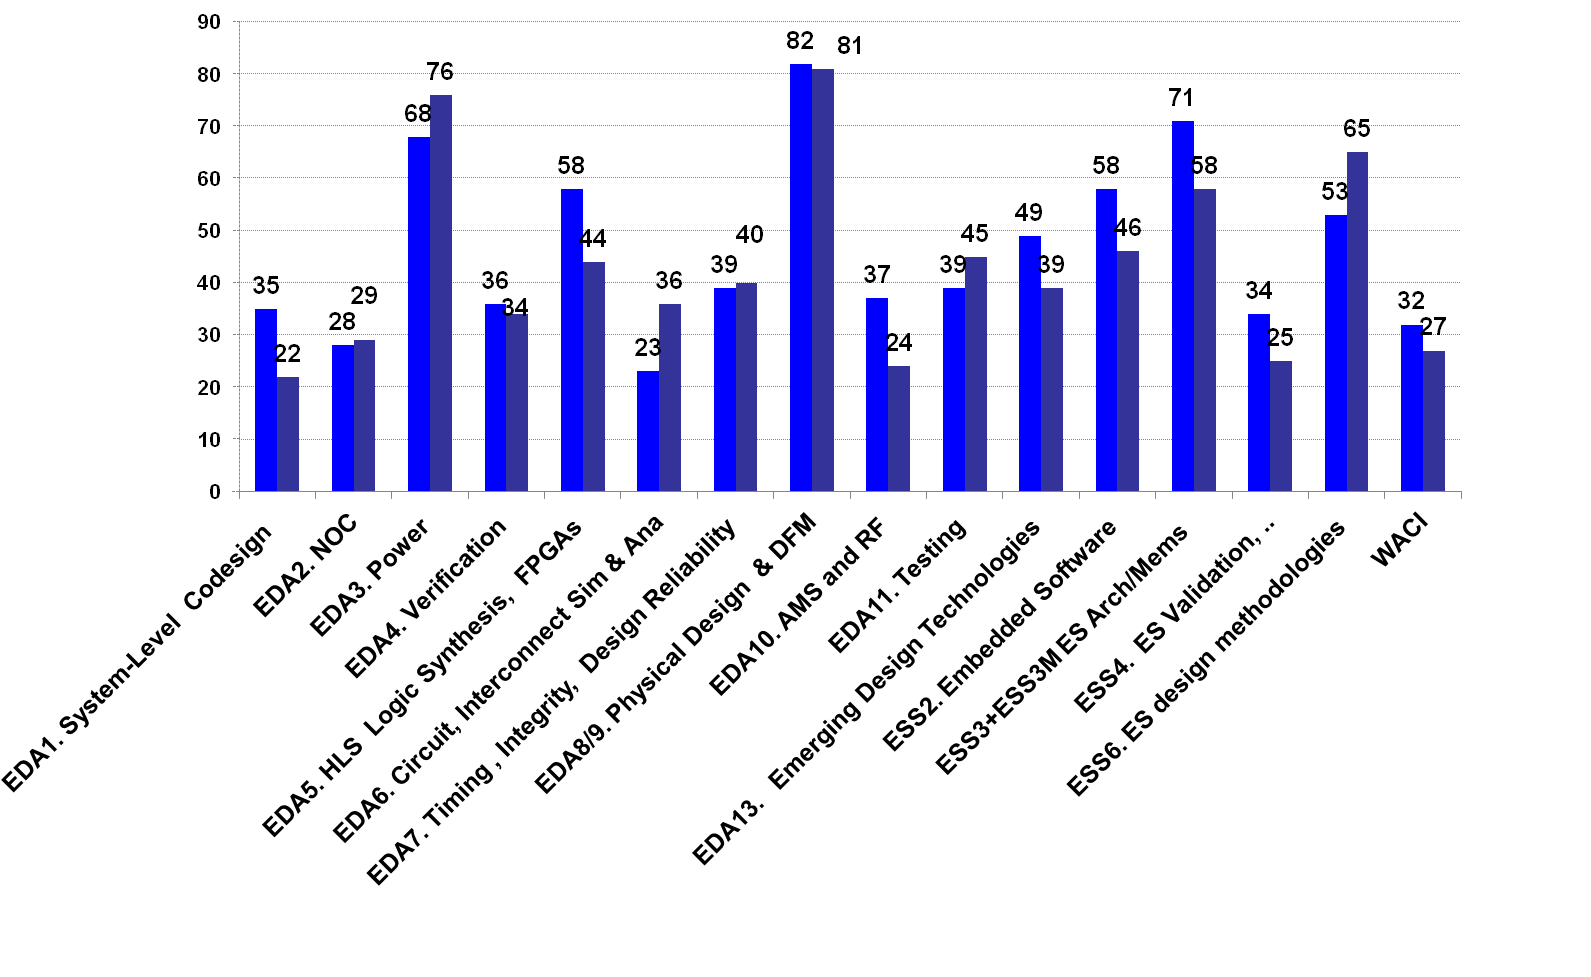 90
80
70
60
50
40
30
20
10
0
35
22
28
29
68
76
36
34
58
44
23
36
39
40
82
81
37
24
39
45
49
39
58
46
71
58
34
25
53
65
32
27
EDA1. System-Level Codesign
EDA2. NOC
EDA3. Power
EDA4. Verification
EDA5. HLS Logic Synthesis, FPGAs
EDA6. Circuit, Interconnect Sim & Ana
EDA7. Timing , Integrity, Design Reliability
EDA8/9. Physical Design & DFM
EDA10. AMS and RF
EDA11. Testing
EDA13. Emerging Design Technologies
ESS2. Embedded Software
ESS3+ESS3M ES Arch/Mems
ESS4. ES Validation, ..
ESS6. ES design methodologies
WACI